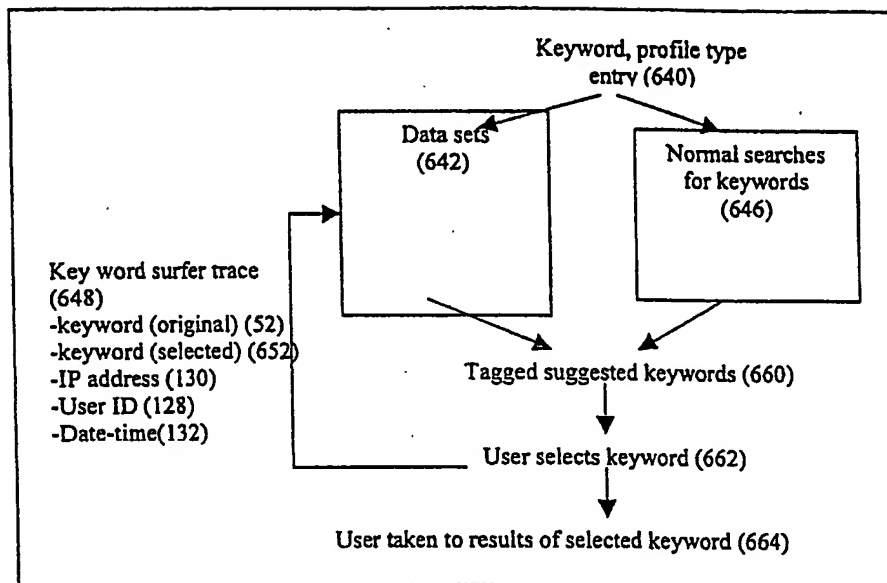 Keyword, profile type
entry (640)
Data sets
(642)
Normal searches
for keywords
(646)
Key word surfer trace
(648)
-keyword (original) (52)
-keyword (selected) (652)
-IP address (130)
-User ID (128)
-Date-time(132)
Tagged suggested keywords (660)
User selects keyword (662)
User taken to results of selected keyword (664)